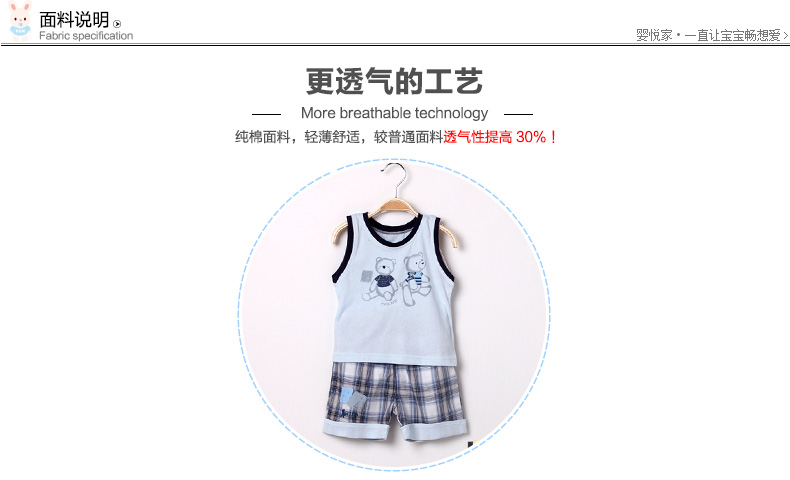 面料说明
Fabric specification
婴悦家·一直让宝宝畅想爱
更透气的工艺
More breathable technology
纯棉面料，轻薄舒适，较普通面料透气性提高 30%！